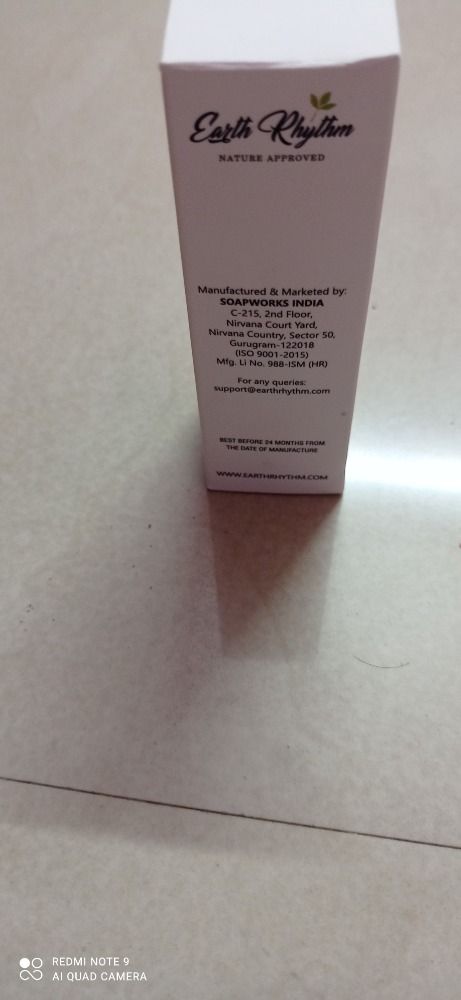 Earth Rhythm
NATURE APPROVED
Manufactured & Marketed by:
SOAPWORKS INDIA
C-215, 2nd Floor,
Nirvana Court Yard,
Nirvana Country, Sector 50,
Gurugram-122018
(ISO 9001-2015)
Mfg. Li No. 988-ISM (HR)
For any queries:
support@earthrhythm.com
BEST BEFORE 24 MONTHS FROM
THE DATE OF MANUFACTURE
WWW.EARTHRHYTHM.COM
REDMI NOTE 9
AI QUAD CAMERA